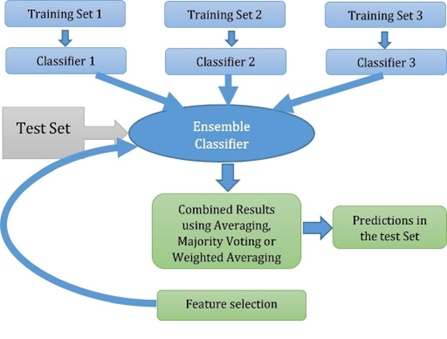 Training Set 1
Training Set 2
Training Set 3
Classifier 1
Classifier 2
Classifier 3
Test Set
Ensemble
Classifier
Combined Results
using Averaging,
Majority Voting or
Weighted Averaging
Predictions in
the test Set
Feature selection